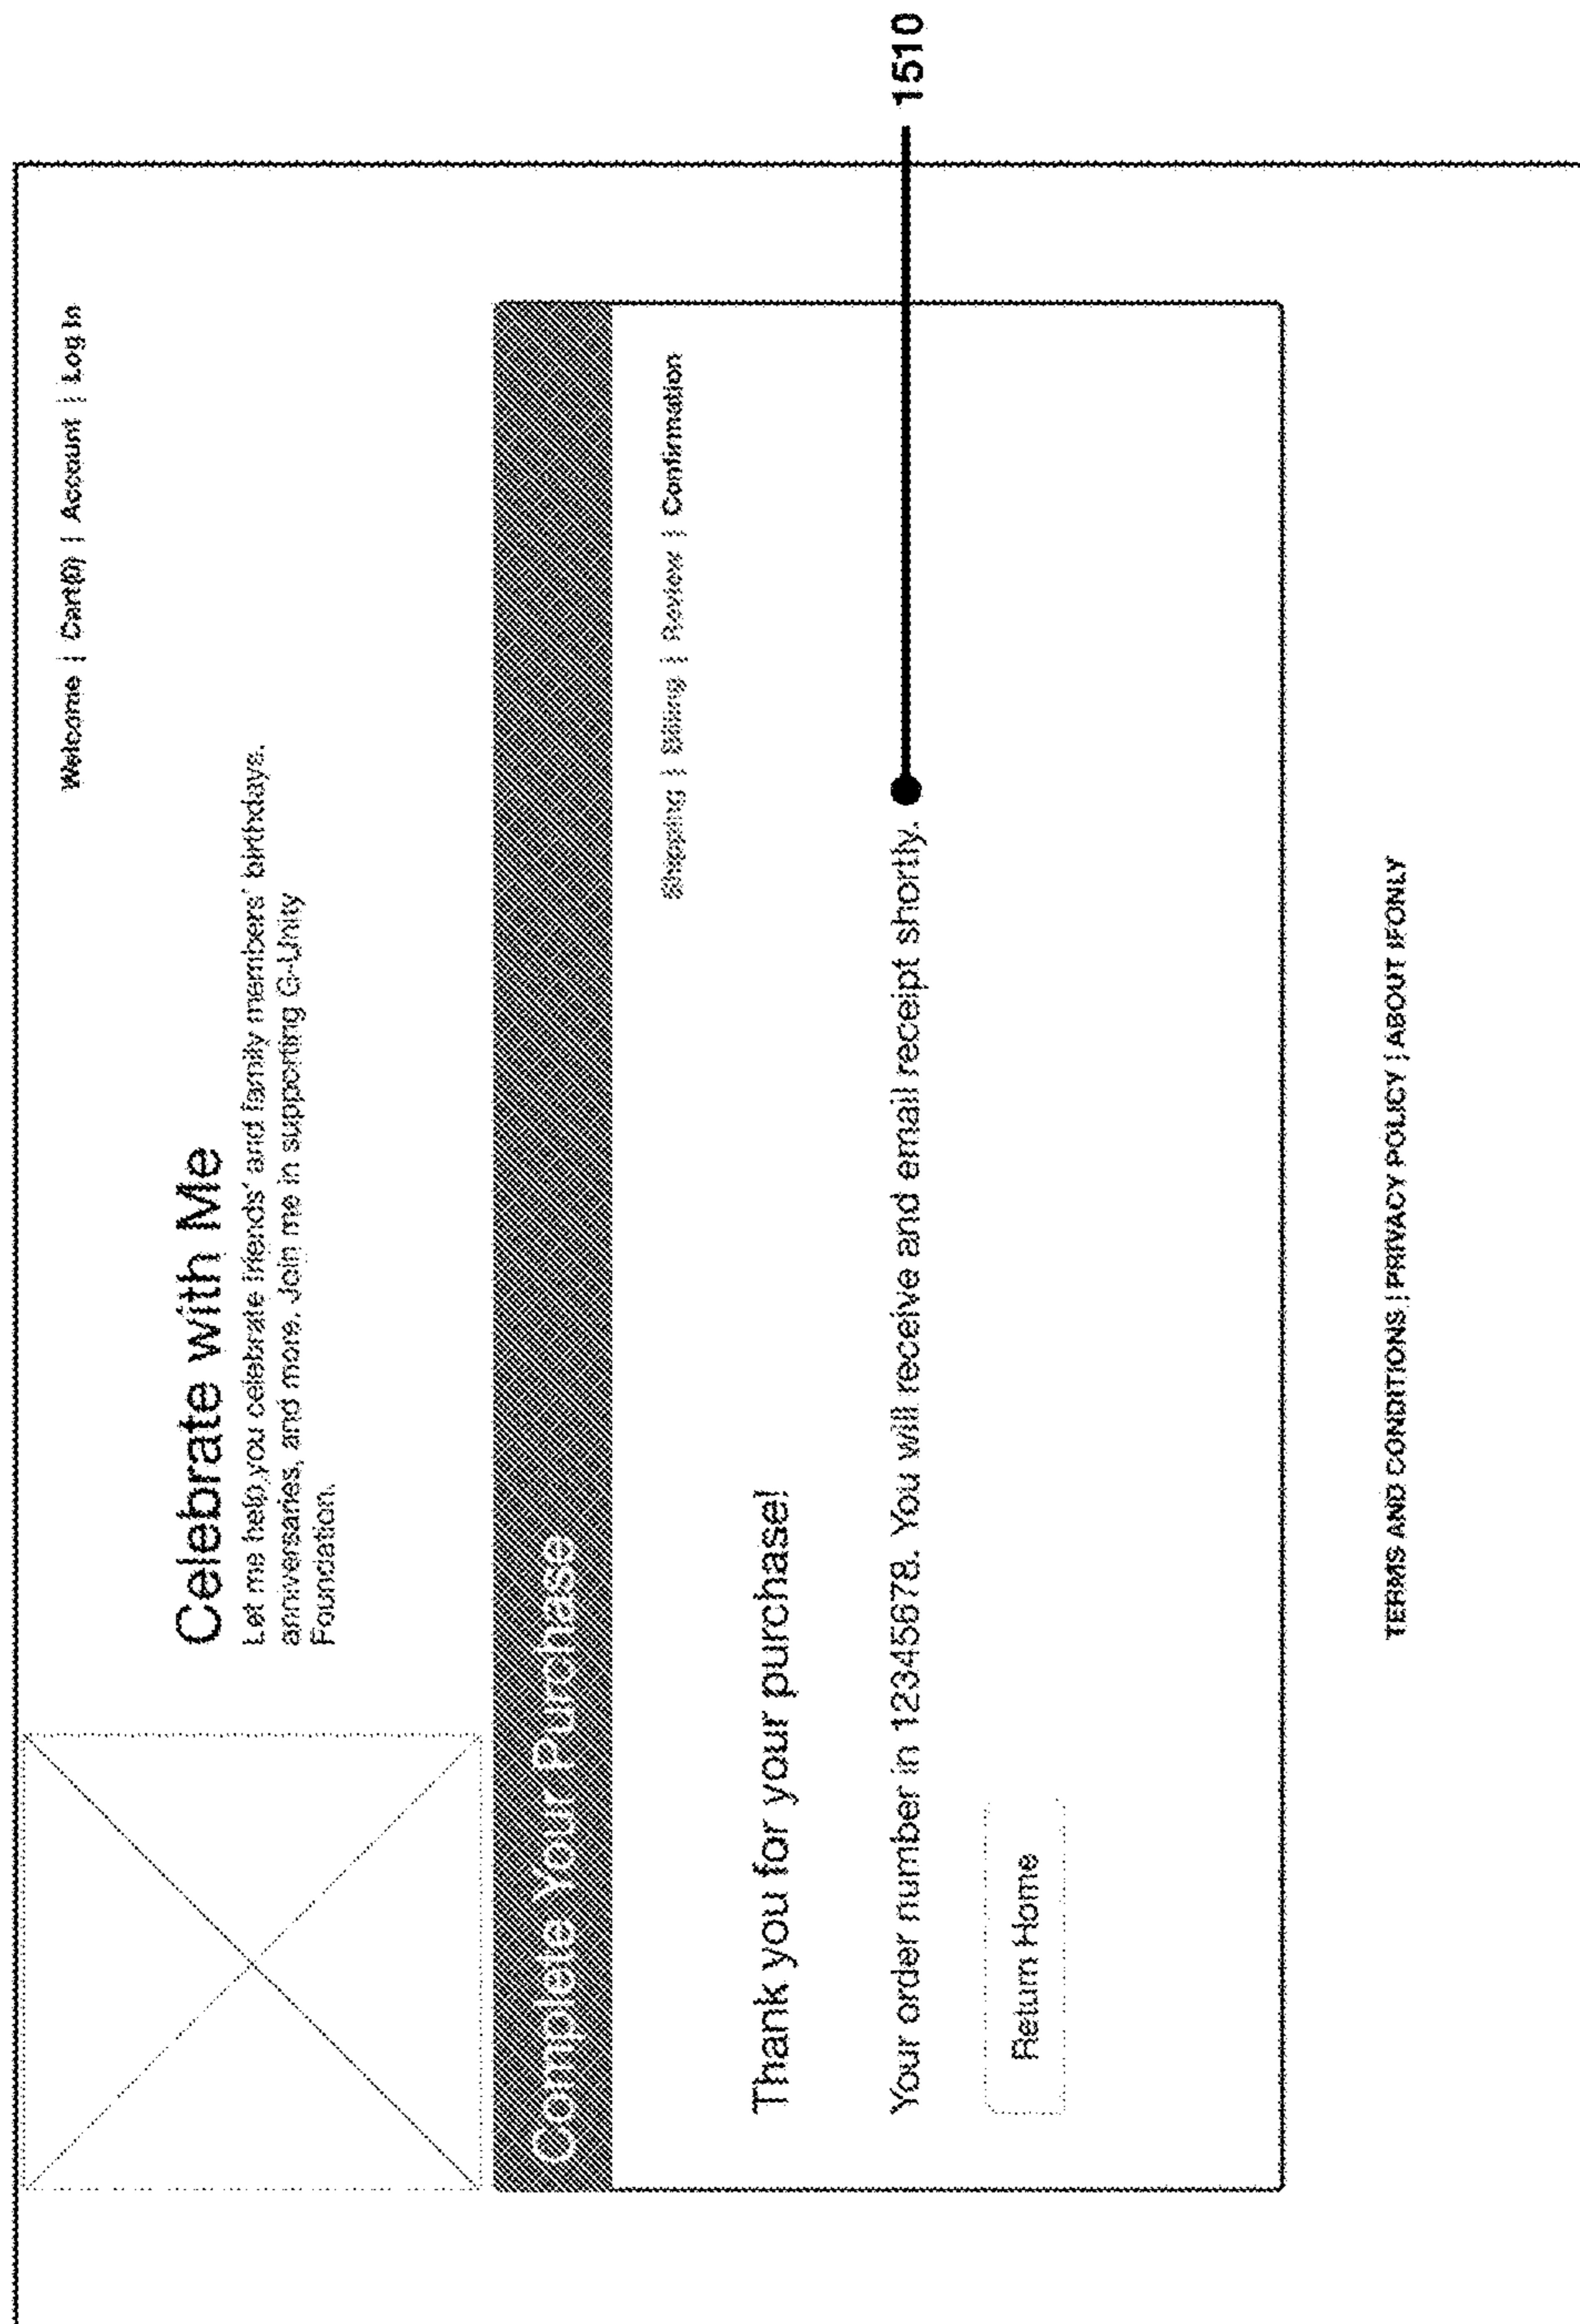 Welcome | Cart(0) | Account | Log In
Celebrate with Me
Let me help you celebrate friends' and family members' birthdays,
anniversaries, and more. Join me in supporting G-Unity
Foundation.
Complete Your Purchase
Shipping | Billing | Review | Confirmation
Thank you for your purchase!
Your order number in 12345678. You will receive and email receipt shortly.
1510
Return Home
TERMS AND CONDITIONS | PRIVACY POLICY | ABOUT IFONLY